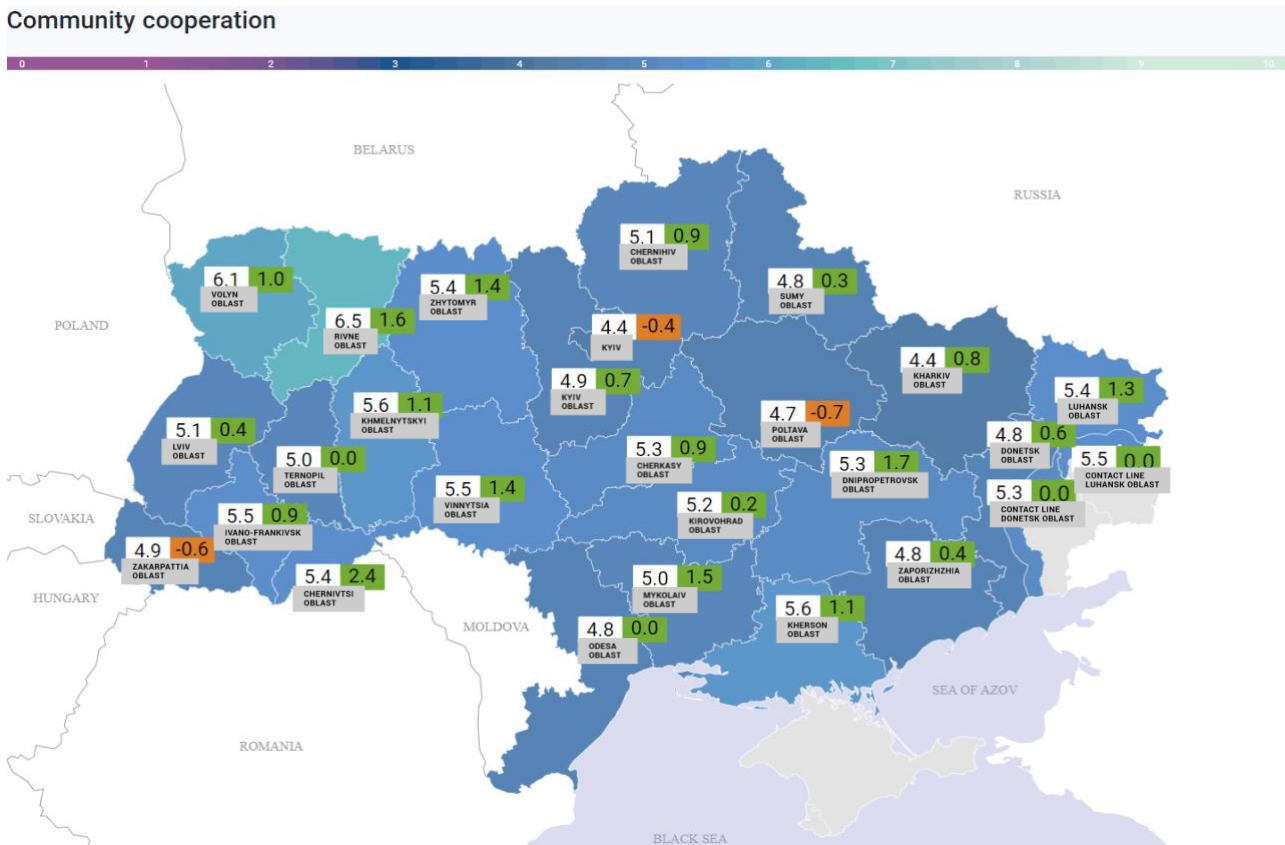 Community cooperation
0 1 2 3 4 5 6 7 8 9 10
BELARUS
RUSSIA
POLAND
SLOVAKIA
HUNGARY
MOLDOVA
ROMANIA
SEA OF AZOV
BLACK SEA
5.1 0.9
CHERNIHIV
OBLAST
6.1 1.0
VOLYN
OBLAST
6.5 1.6
RIVNE
OBLAST
5.4 1.4
ZHYTOMYR
OBLAST
4.8 0.3
SUMY
OBLAST
4.4 -0.4
KYIV
4.9 0.7
KYIV
OBLAST
4.4 0.8
KHARKIV
OBLAST
5.4 1.3
LUHANSK
OBLAST
5.6 1.1
KHMELNYTSKYI
OBLAST
4.7 -0.7
POLTAVA
OBLAST
5.1 0.4
LVIV
OBLAST
5.0 0.0
TERNOPIL
OBLAST
5.3 0.9
CHERKASY
OBLAST
5.3 1.7
DNIPROPETROVSK
OBLAST
4.8 0.6
DONETSK
OBLAST
5.5 0.0
CONTACT LINE
LUHANSK OBLAST
5.3 0.0
CONTACT LINE
DONETSK OBLAST
5.5 1.4
VINNYTSIA
OBLAST
5.5 0.9
IVANO-FRANKIVSK
OBLAST
5.2 0.2
KIROVOHRAD
OBLAST
4.9 -0.6
ZAKARPATTIA
OBLAST
5.4 2.4
CHERNIVTSI
OBLAST
4.8 0.4
ZAPORIZHZHIA
OBLAST
5.0 1.5
MYKOLAIV
OBLAST
5.6 1.1
KHERSON
OBLAST
4.8 0.0
ODESA
OBLAST